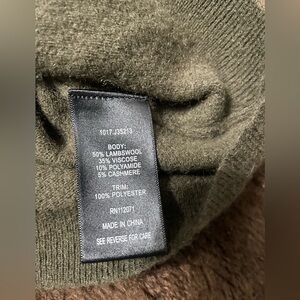 1017 J35213
BODY:
50% LAMBSWOOL
35% VISCOSE
10% POLYAMIDE
5% CASHMERE
TRIM:
100% POLYESTER
RN112071
MADE IN CHINA
SEE REVERSE FOR CARE